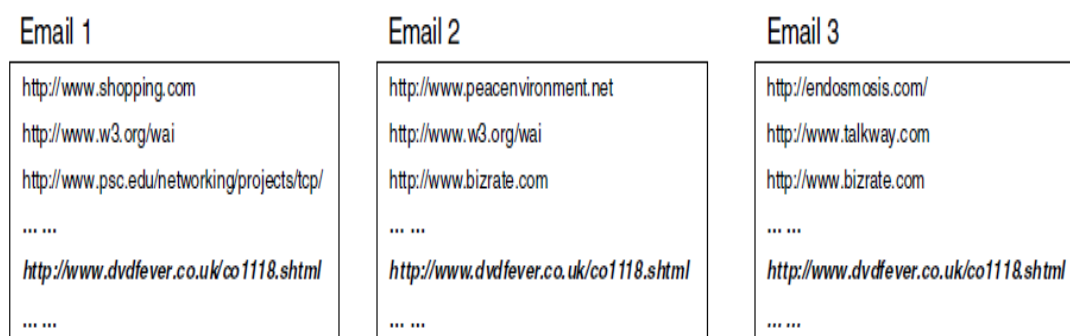 Email 1
http://www.shopping.com
http://www.w3.org/wai
http://www.psc.edu/networking/projects/tcp/
... ...
http://www.dvdfever.co.uk/co1118.shtml
... ...
Email 2
http://www.peacenvironment.net
http://www.w3.org/wai
http://www.bizrate.com
... ...
http://www.dvdfever.co.uk/co1118.shtml
... ...
Email 3
http://endosmosis.com/
http://www.talkway.com
http://www.bizrate.com
... ...
http://www.dvdfever.co.uk/co1118.shtml
... ...